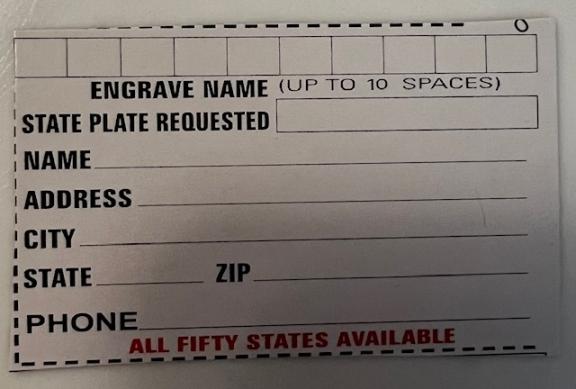 ENGRAVE NAME (UP TO 10 SPACES)
STATE PLATE REQUESTED
NAME
ADDRESS
CITY
STATE ZIP
PHONE
ALL FIFTY STATES AVAILABLE